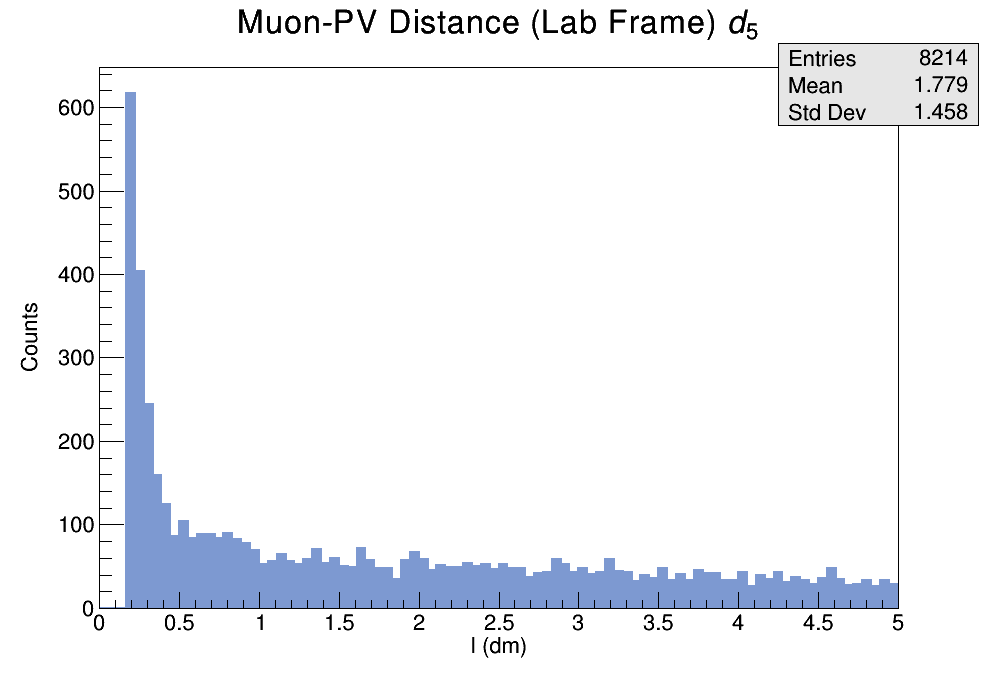 Muon-PV Distance (Lab Frame) d5
Entries 8214
Mean 1.779
Std Dev 1.458
600
500
400
300
200
100
0
Counts
0 0.5 1 1.5 2 2.5 3 3.5 4 4.5 5
l (dm)